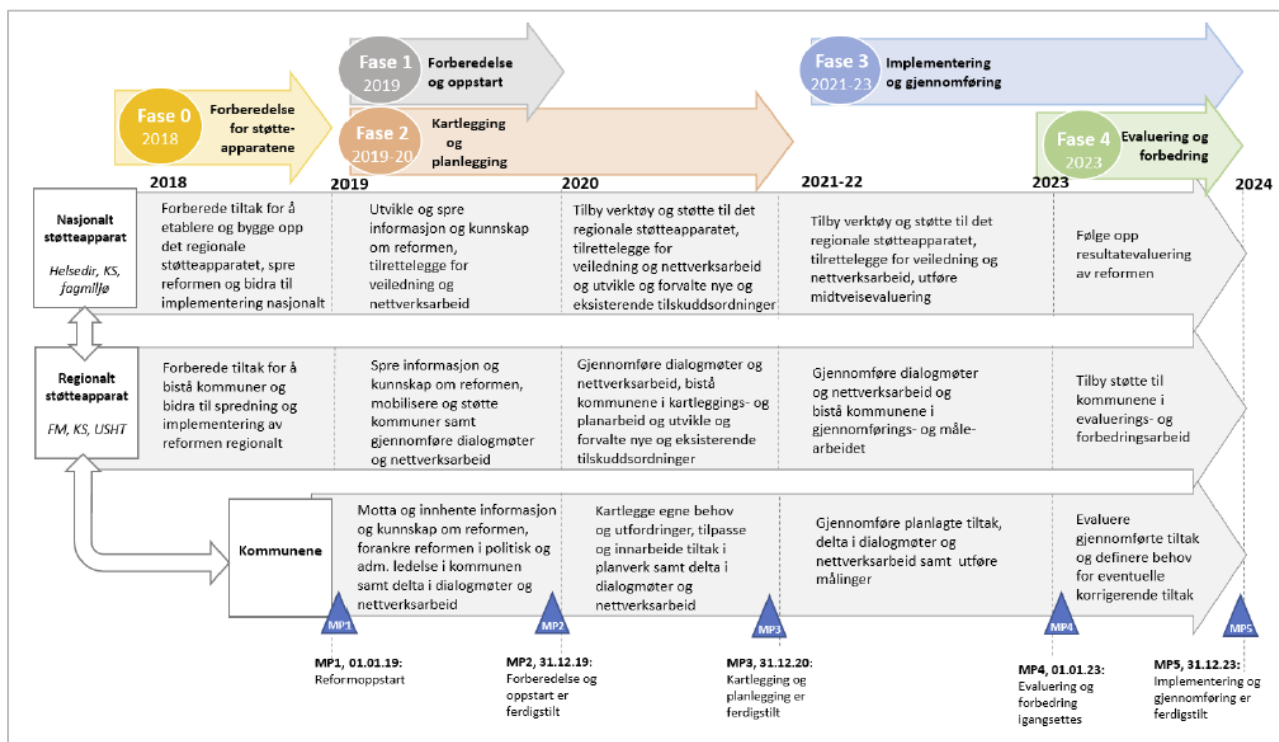 Fase 0
2018
Forberedelse
for støtte-
apparatene
Fase 1
2019
Forberedelse
og oppstart
Fase 2
2019-20
Kartlegging
og
planlegging
Fase 3
2021-23
Implementering
og gjennomføring
Fase 4
2023
Evaluering og
forbedring
2018
2019
2020
2021-22
2023
2024
Nasjonalt
støtteapparat
Helsedir, KS,
fagmiljø
Forberede tiltak for å
etablere og bygge opp
det regionale
støtteapparatet, spre
reformen og bidra til
implementering nasjonalt
Utvikle og spre
informasjon og kunnskap
om reformen,
tilrettelegge for
veiledning og
nettverksarbeid
Tilby verktøy og støtte til det
regionale støtteapparatet,
tilrettelegge for
veiledning og nettverksarbeid
og utvikle og forvalte nye og
eksisterende tilskuddsordninger
Tilby verktøy og støtte til det
regionale støtteapparatet,
tilrettelegge for veiledning og
nettverksarbeid, utføre
midtveisevaluering
Følge opp
resultatevaluering
av reformen
Regionalt
støtteapparat
FM, KS, USHT
Forberede tiltak for å
bistå kommuner og
bidra til spredning og
implementering av
reformen regionalt
Spre informasjon og
kunnskap om reformen,
mobilisere og støtte
kommuner samt
gjennomføre dialogmøter
og nettverksarbeid
Gjennomføre dialogmøter og
nettverksarbeid, bistå
kommunene i kartleggings- og
planarbeid og utvikle og
forvalte nye og eksisterende
tilskuddsordninger
Gjennomføre dialogmøter
og nettverksarbeid og
bistå kommunene i
gjennomførings- og måle-
arbeidet
Tilby støtte til
kommunene i
evaluerings- og
forbedringsarbeid
Kommunene
Motta og innhente informasjon
og kunnskap om reformen,
forankre reformen i politisk og
adm. ledelse i kommunen
samt delta i dialogmøter og
nettverksarbeid
Kartlegge egne behov
og utfordringer, tilpasse
og innarbeide tiltak i
planverk samt delta i
dialogmøter og
nettverksarbeid
Gjennomføre planlagte tiltak,
delta i dialogmøter og
nettverksarbeid samt utføre
målinger
Evaluere
gjennomførte tiltak
og definere behov
for eventuelle
korrigerende tiltak
MP1
MP2
MP3
MP4
MP5
MP1, 01.01.19:
Reformoppstart
MP2, 31.12.19:
Forberedelse og
oppstart er
ferdigstilt
MP3, 31.12.20:
Kartlegging og
planlegging er
ferdigstilt
MP4, 01.01.23:
Evaluering og
forbedring
igangsettes
MP5, 31.12.23:
Implementering og
gjennomføring er
ferdigstilt